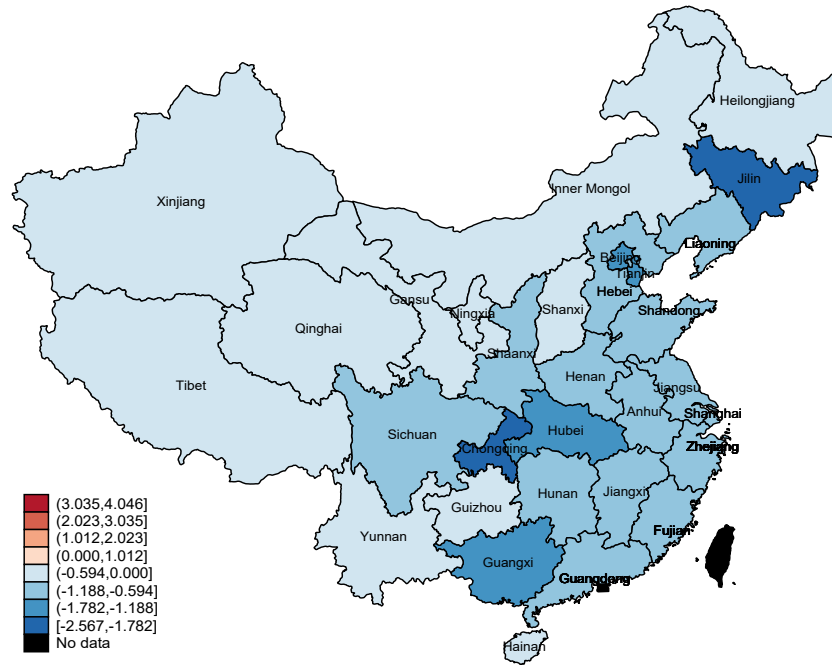 Heilongjiang
Jilin
Xinjiang
Inner Mongol
Liaoning
Beijing
Tianjin
Hebei
Gansu
Ningxia
Shanxi
Shandong
Qinghai
Shaanxi
Henan
Jiangsu
Tibet
Anhui
Shanghai
Sichuan
Hubei
Chongqing
Zhejiang
Hunan
Jiangxi
Guizhou
Yunnan
Fujian
Guangxi
Guangdong
Hainan
(3.035,4.046]
(2.023,3.035]
(1.012,2.023]
(0.000,1.012]
(-0.594,0.000]
(-1.188,-0.594]
(-1.782,-1.188]
[-2.567,-1.782]
No data